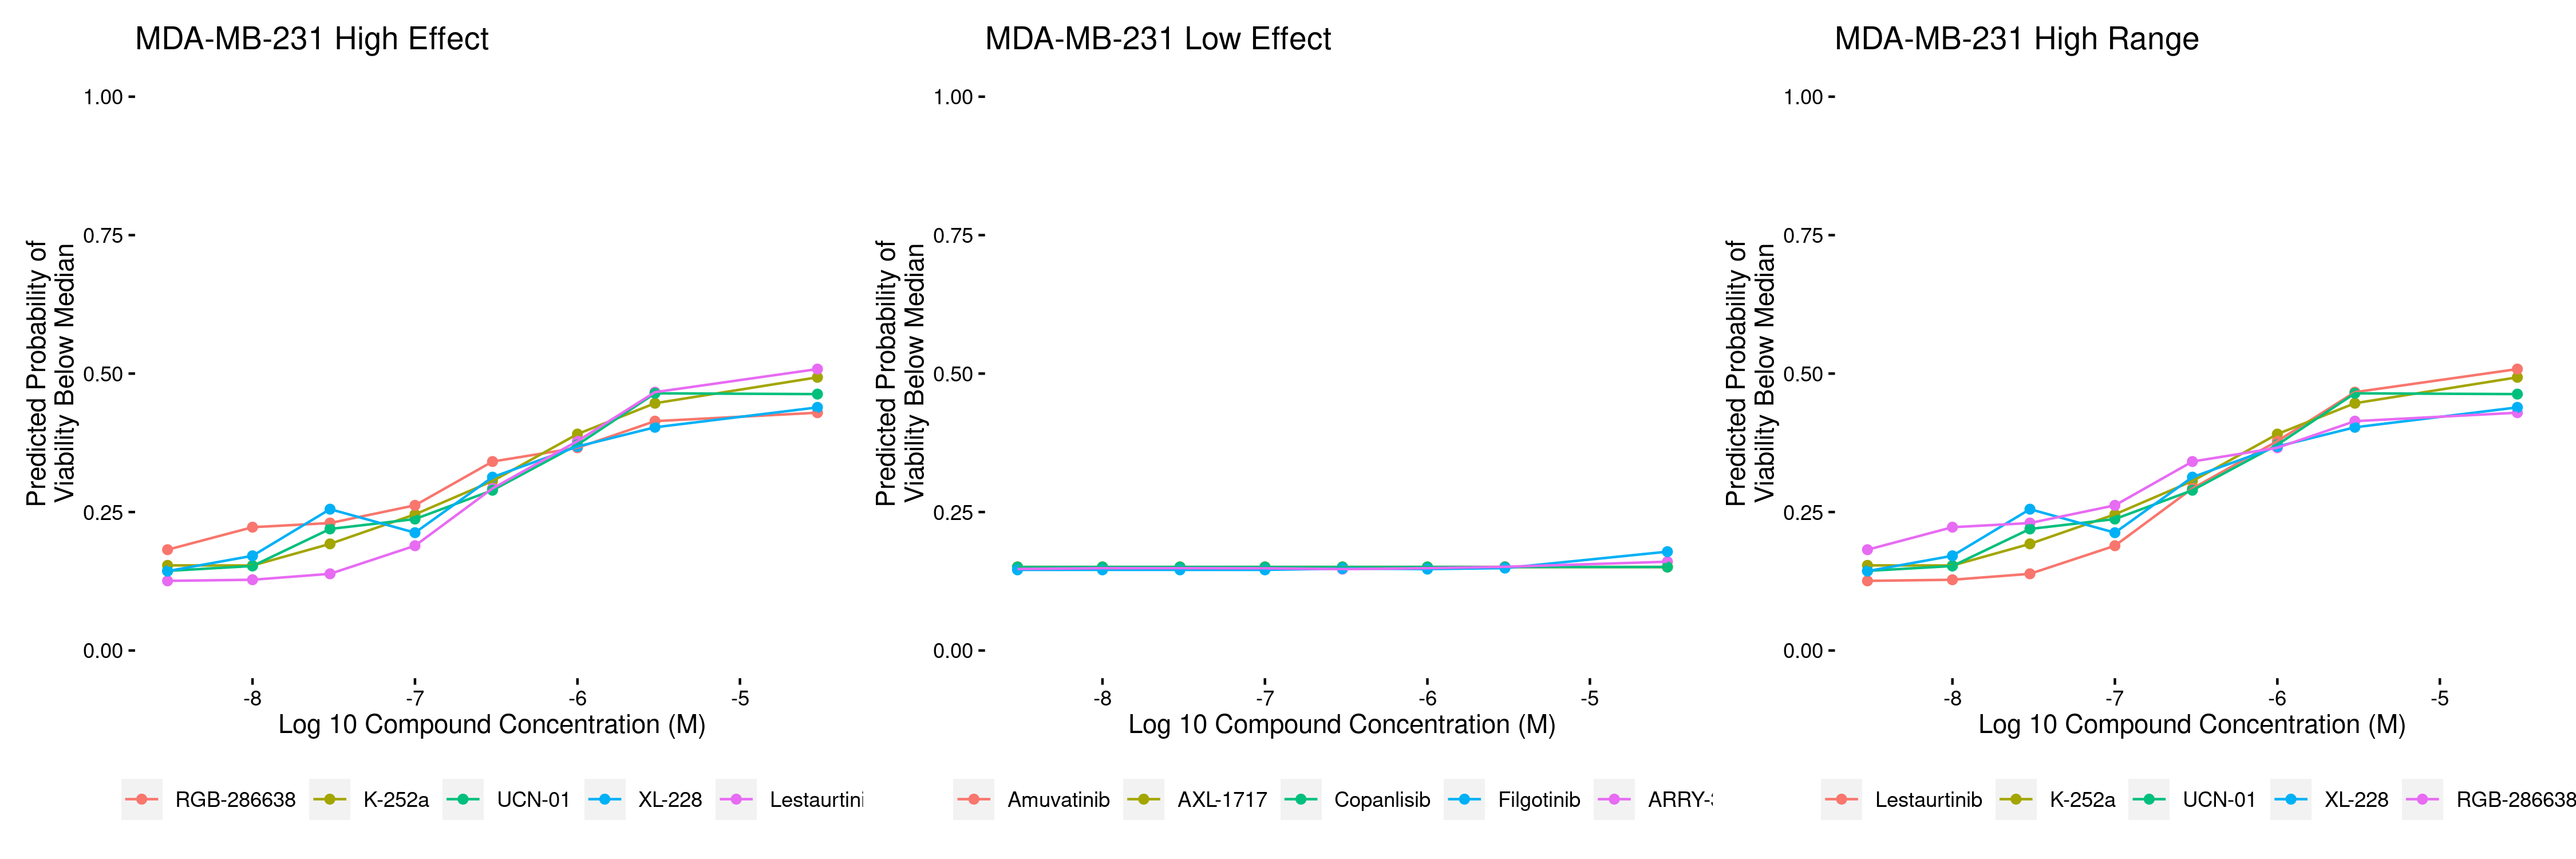 MDA-MB-231 High Effect
1.00
0.75
0.50
0.25
0.00
Predicted Probability of
Viability Below Median
-8 -7 -6 -5
Log 10 Compound Concentration (M)
RGB-286638 K-252a UCN-01 XL-228 Lestaurtini
MDA-MB-231 Low Effect
1.00
0.75
0.50
0.25
0.00
Predicted Probability of
Viability Below Median
-8 -7 -6 -5
Log 10 Compound Concentration (M)
Amuvatinib AXL-1717 Copanlisib Filgotinib ARRY-
MDA-MB-231 High Range
1.00
0.75
0.50
0.25
0.00
Predicted Probability of
Viability Below Median
-8 -7 -6 -5
Log 10 Compound Concentration (M)
Lestaurtinib K-252a UCN-01 XL-228 RGB-286638